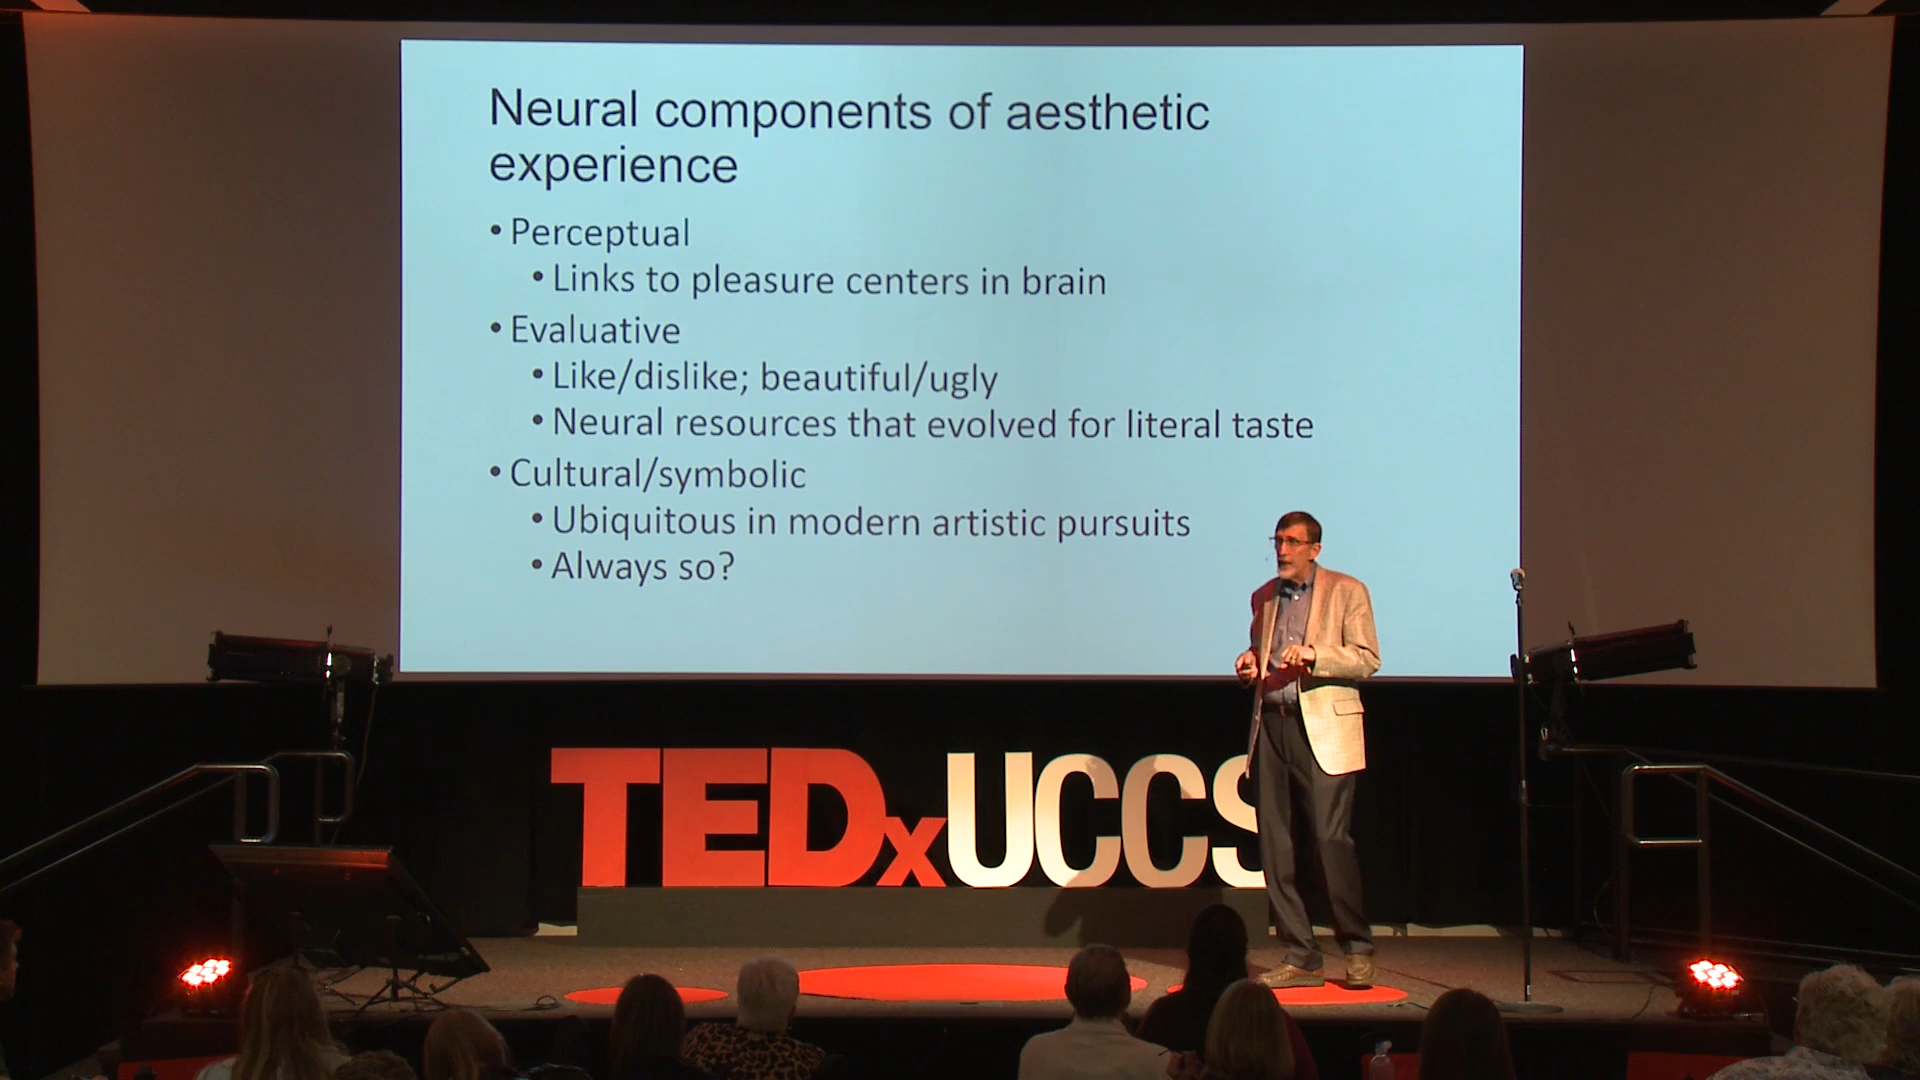 Neural components of aesthetic
experience
• Perceptual
• Links to pleasure centers in brain
• Evaluative
• Like/dislike; beautiful/ugly
• Neural resources that evolved for literal taste
• Cultural/symbolic
• Ubiquitous in modern artistic pursuits
• Always so?
TEDxUCCS